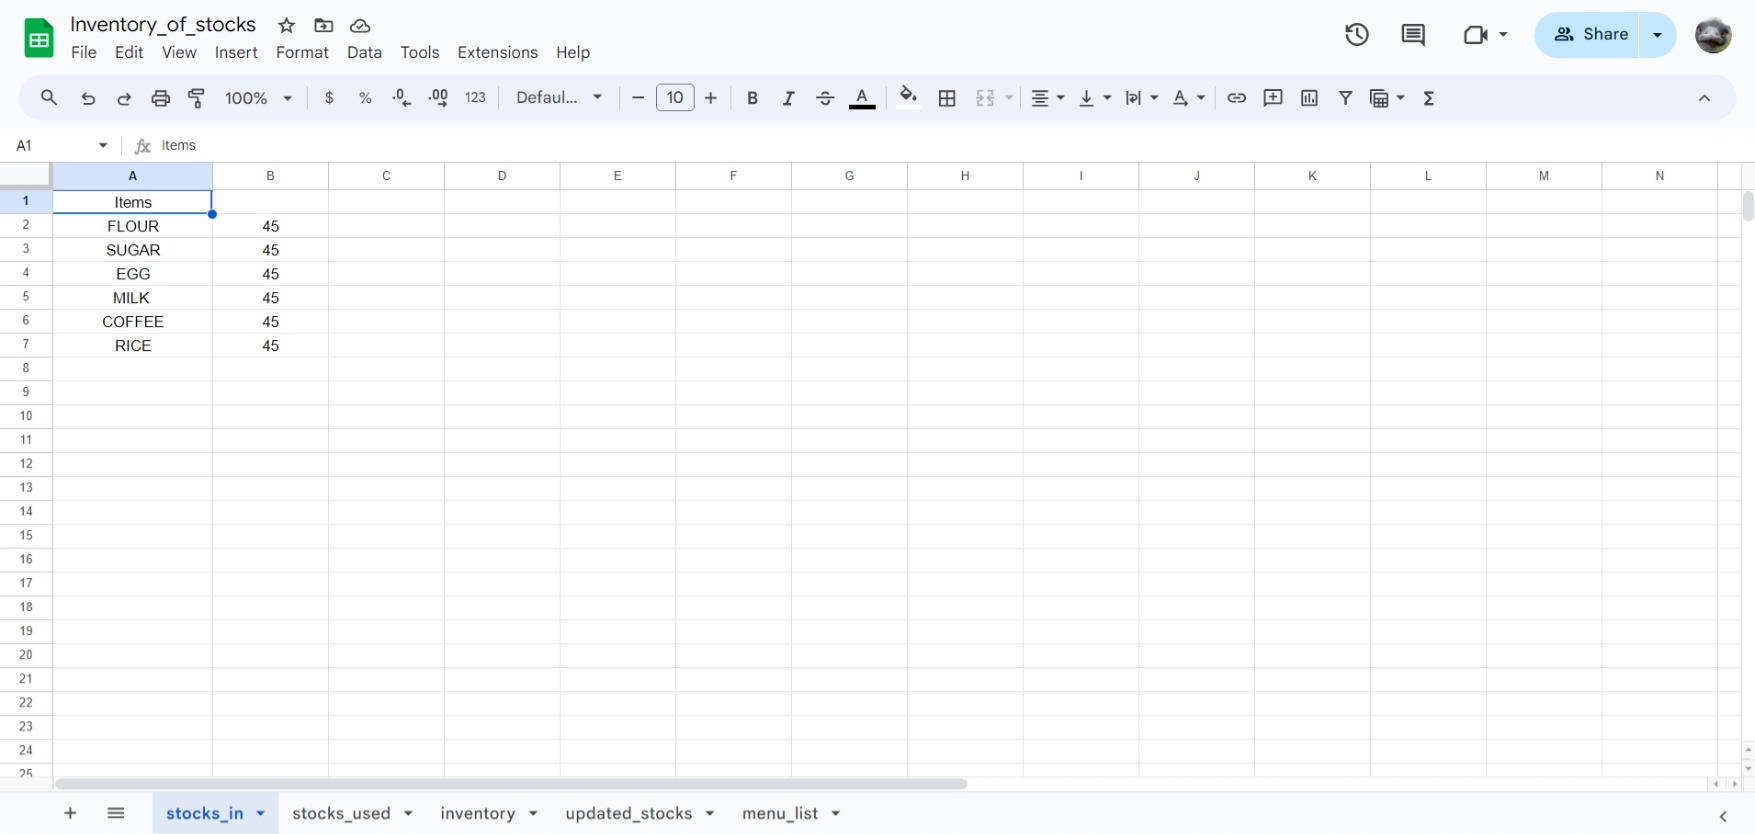 Inventory_of_stocks
File Edit View Insert Format Data Tools Extensions Help
Share
100% $ % .0 .00 123 Defaul... 10 B I S A A Σ
A1 fx Items
A B C D E F G H I J K L M N
1 Items
2 FLOUR 45
3 SUGAR 45
4 EGG 45
5 MILK 45
6 COFFEE 45
7 RICE 45
8
9
10
11
12
13
14
15
16
17
18
19
20
21
22
23
24
25
stocks_in stocks_used inventory updated_stocks menu_list